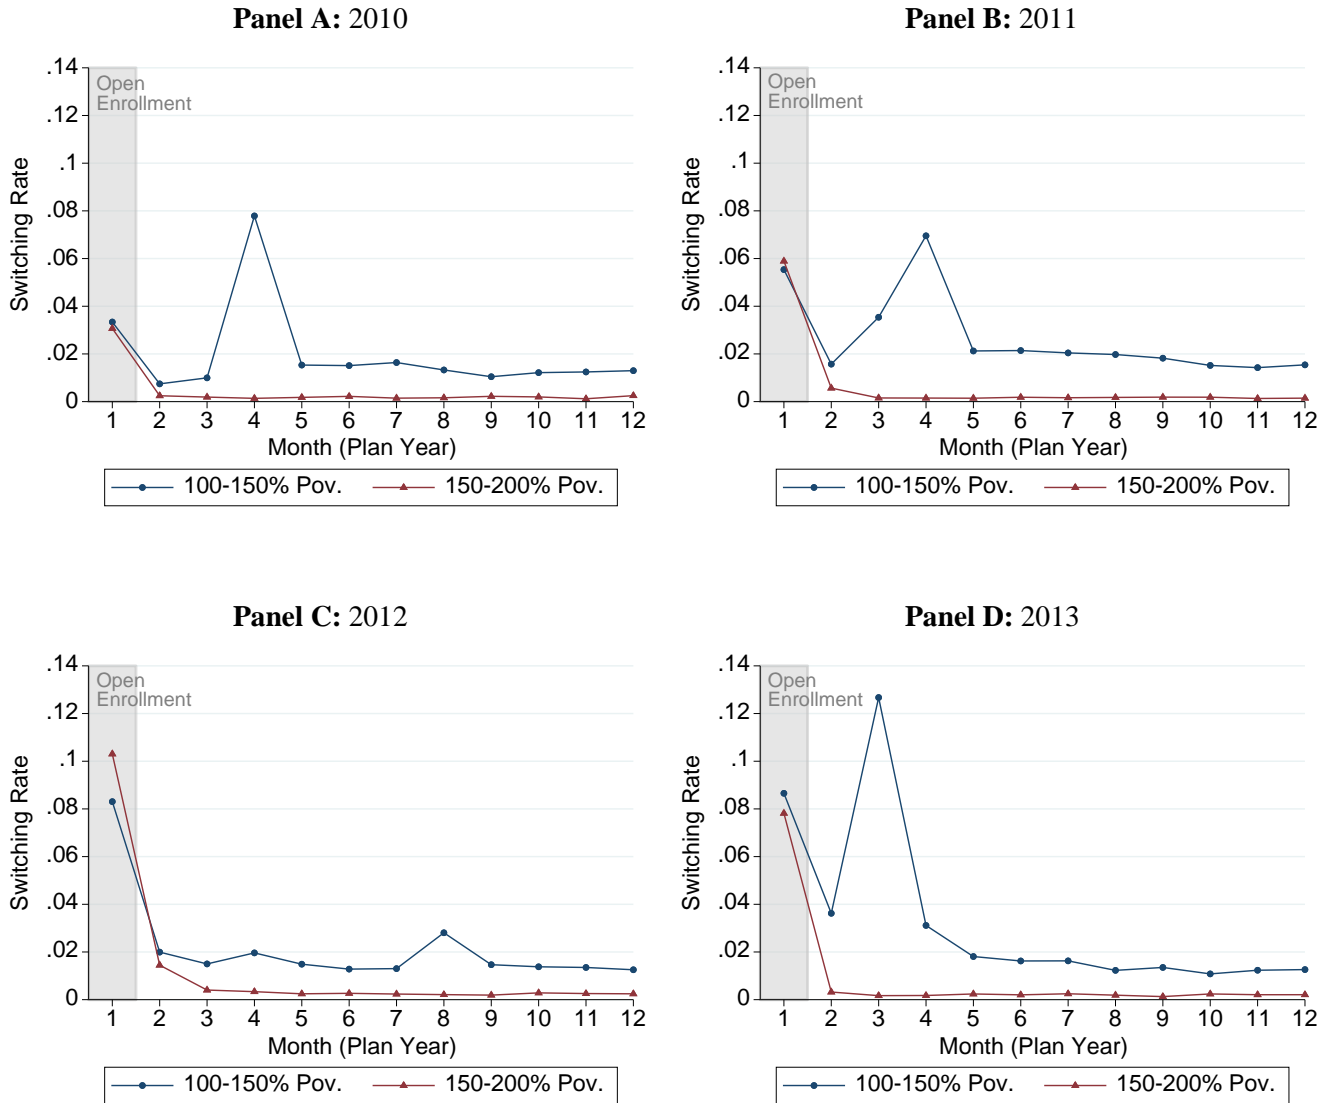 Panel A: 2010
.14
.12
.1
.08
.06
.04
.02
0
Switching Rate
Open
Enrollment
1 2 3 4 5 6 7 8 9 10 11 12
Month (Plan Year)
100-150% Pov. 150-200% Pov.
Panel B: 2011
.14
.12
.1
.08
.06
.04
.02
0
Switching Rate
Open
Enrollment
1 2 3 4 5 6 7 8 9 10 11 12
Month (Plan Year)
100-150% Pov. 150-200% Pov.
Panel C: 2012
.14
.12
.1
.08
.06
.04
.02
0
Switching Rate
Open
Enrollment
1 2 3 4 5 6 7 8 9 10 11 12
Month (Plan Year)
100-150% Pov. 150-200% Pov.
Panel D: 2013
.14
.12
.1
.08
.06
.04
.02
0
Switching Rate
Open
Enrollment
1 2 3 4 5 6 7 8 9 10 11 12
Month (Plan Year)
100-150% Pov. 150-200% Pov.